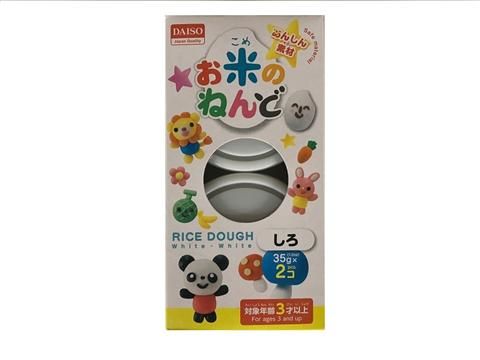 DAISO
Japan Quality
あんしん
素材
Safe material
こめ
お米の
ねんど
RICE DOUGH
White - White
しろ
35g×
2コ
対象年齢3才以上
For ages 3 and up